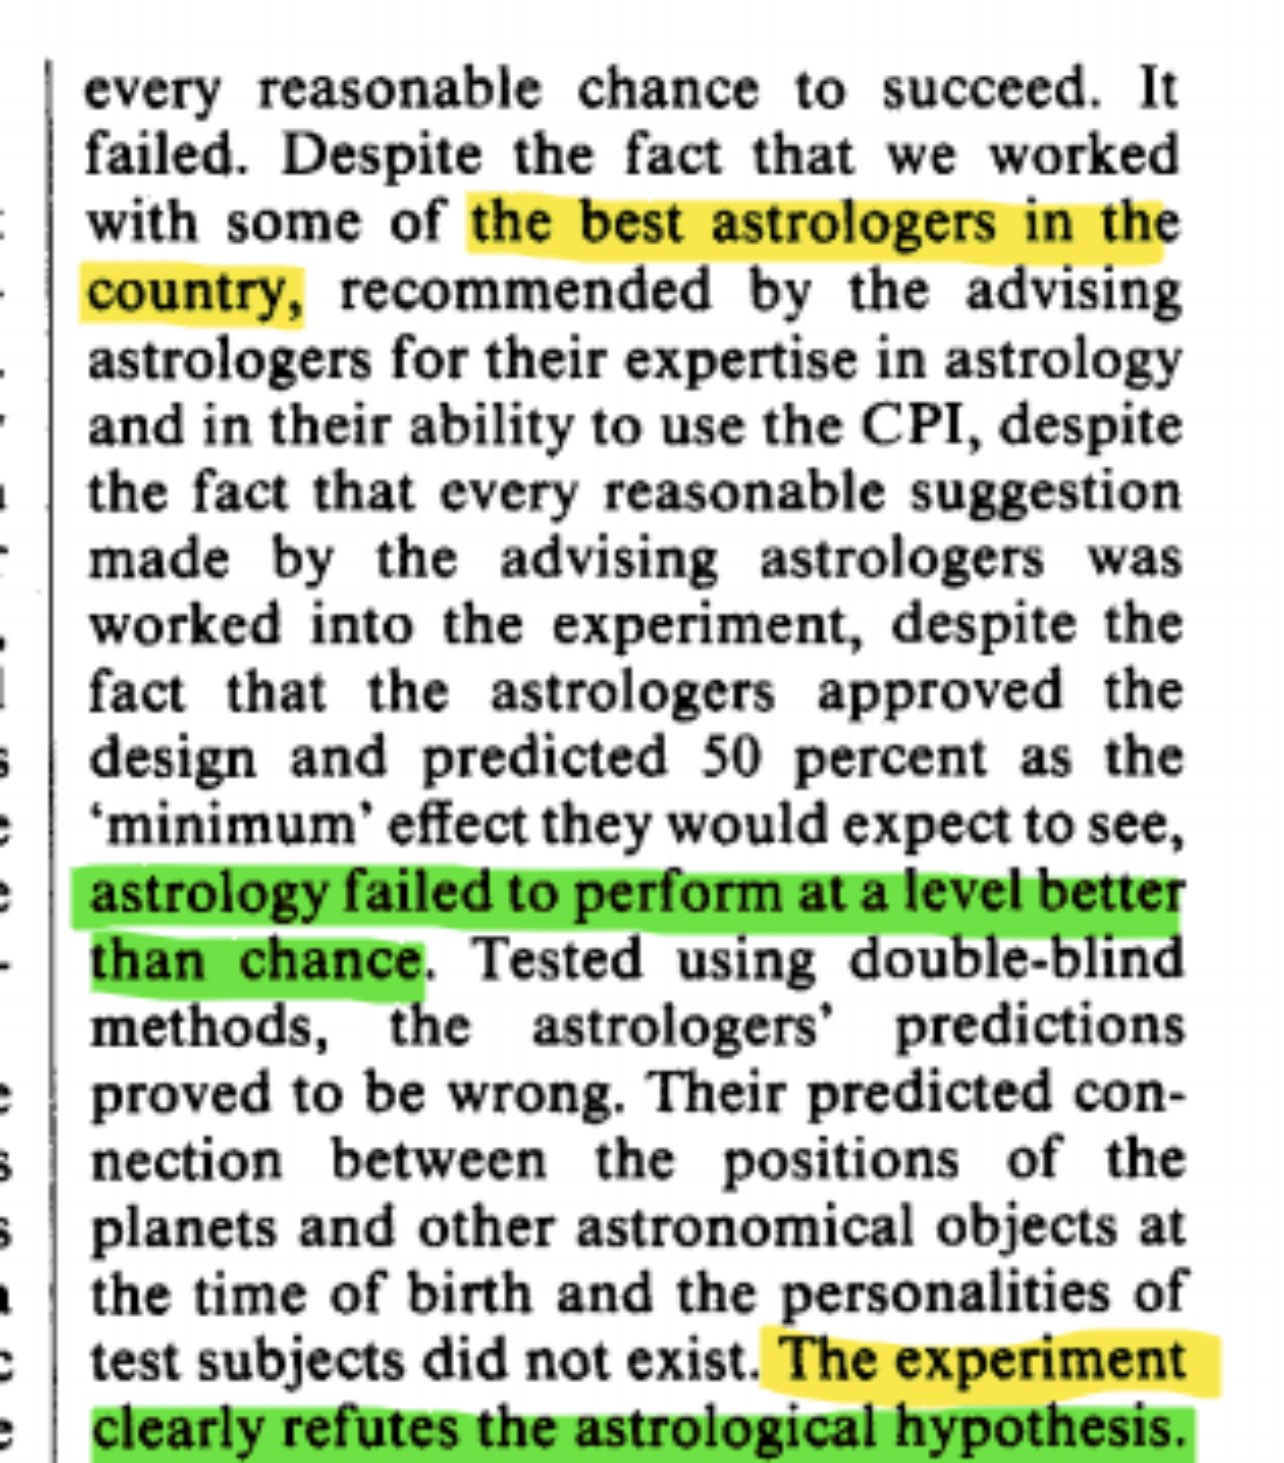 every reasonable chance to succeed. It
failed. Despite the fact that we worked
with some of the best astrologers in the
country, recommended by the advising
astrologers for their expertise in astrology
and in their ability to use the CPI, despite
the fact that every reasonable suggestion
made by the advising astrologers was
worked into the experiment, despite the
fact that the astrologers approved the
design and predicted 50 percent as the
‘minimum’ effect they would expect to see,
astrology failed to perform at a level better
than chance. Tested using double-blind
methods, the astrologers’ predictions
proved to be wrong. Their predicted con-
nection between the positions of the
planets and other astronomical objects at
the time of birth and the personalities of
test subjects did not exist. The experiment
clearly refutes the astrological hypothesis.